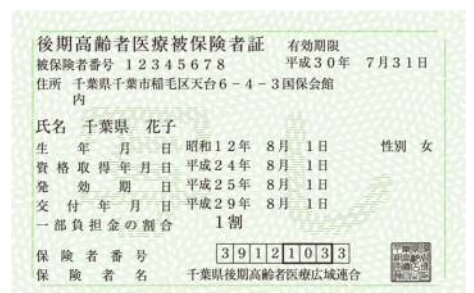 後期高齢者医療被保険者証 有効期限
被保険者番号 12345678 平成30年 7月31日
住所 千葉県千葉市稲毛区天台6-4-3国保会館
内
氏名 千葉県 花子
生年月日 昭和12年 8月 1日 性別 女
資格取得年月日 平成24年 8月 1日
発効期日 平成25年 8月 1日
交付年月日 平成29年 8月 1日
一部負担金の割合 1割
保険者番号 39121033
保険者名 千葉県後期高齢者医療広域連合